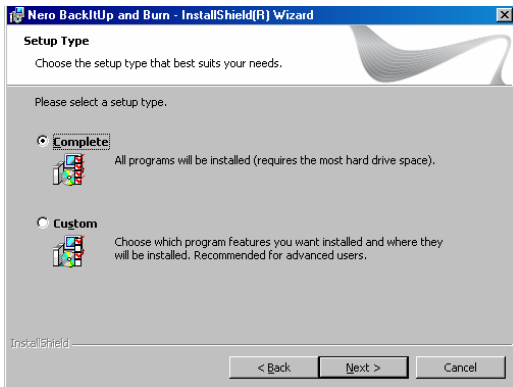 Nero BackItUp and Burn - InstallShield(R) Wizard
Setup Type
Choose the setup type that best suits your needs.
Please select a setup type.
Complete
All programs will be installed (requires the most hard drive space).
Custom
Choose which program features you want installed and where they
will be installed. Recommended for advanced users.
InstallShield
< Back Next > Cancel